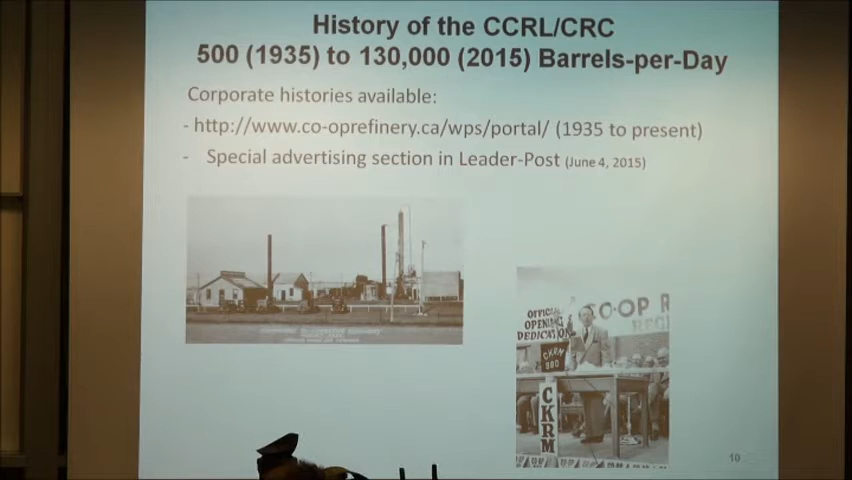 History of the CCRL/CRC
500 (1935) to 130,000 (2015) Barrels-per-Day
Corporate histories available:
- http://www.co-oprefinery.ca/wps/portal/ (1935 to present)
- Special advertising section in Leader-Post (June 4, 2015)
OFFICIAL
OPENING
DEDICATION
CO-OP R
REGI
CKRM
980
CKRM
10